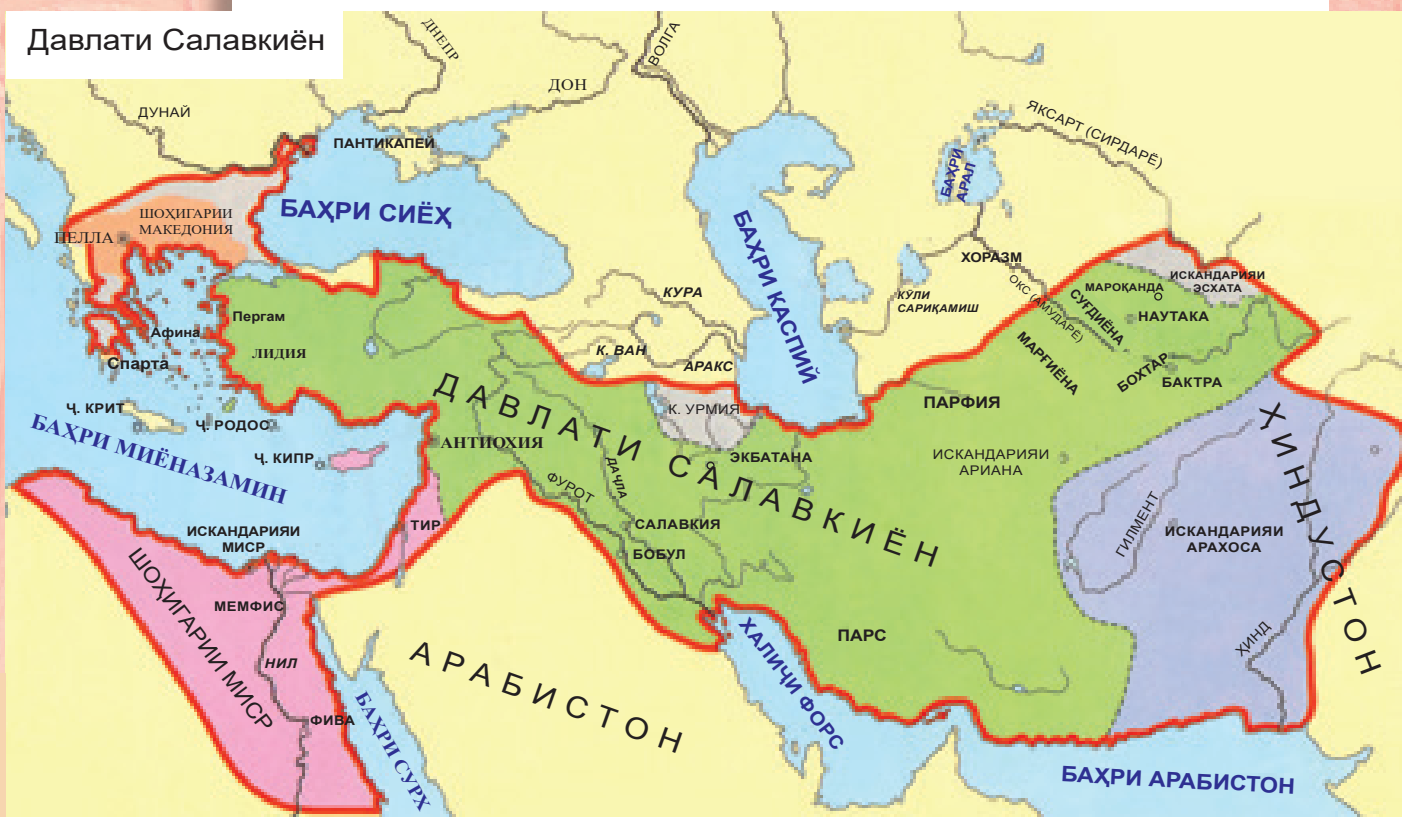 Давлати Салавкиён
ДНЕПР
ВОЛГА
ДОН
ДУНАЙ
ПАНТИКАПЕЙ
ЯКСАРТ (СИРДАРЁ)
БАҲРИ
АРАЛ
ШОҲИГАРИИ
МАКЕДОНИЯ
ПЕЛЛА
БАҲРИ СИЁҲ
БАҲРИ КАСПИЙ
ХОРАЗМ
ОКС (АМУДАРЁ)
ИСКАНДАРИЯИ
ЭСХАТА
МАРОҚАНДА
СУҒДИЁНА
НАУТАКА
КӮЛИ
САРИҚАМИШ
КУРА
К. ВАН
АРАКС
Пергам
Афина
ЛИДИЯ
Спарта
МАРҒИЁНА
БОХТАР
БАКТРА
ПАРФИЯ
К. УРМИЯ
Ҷ. КРИТ
Ҷ. РОДОС
Ҷ. КИПР
БАҲРИ МИЁНАЗАМИН
АНТИОХИЯ
ДАВЛАТИ САЛАВКИЁН
ЭКБАТАНА
ИСКАНДАРИЯИ
АРИАНА
ҲИНДУСТОН
ФУРОТ
ДАҶЛА
САЛАВКИЯ
БОБУЛ
ТИР
ИСКАНДАРИЯИ
МИСР
ГИЛМЕНТ
ИСКАНДАРИЯИ
АРАХОСА
МЕМФИС
ШОҲИГАРИИ МИСР
НИЛ
ФИВА
БАҲРИ СУРХ
АРАБИСТОН
ХАЛИҶИ ФОРС
ПАРС
ҲИНД
БАҲРИ АРАБИСТОН